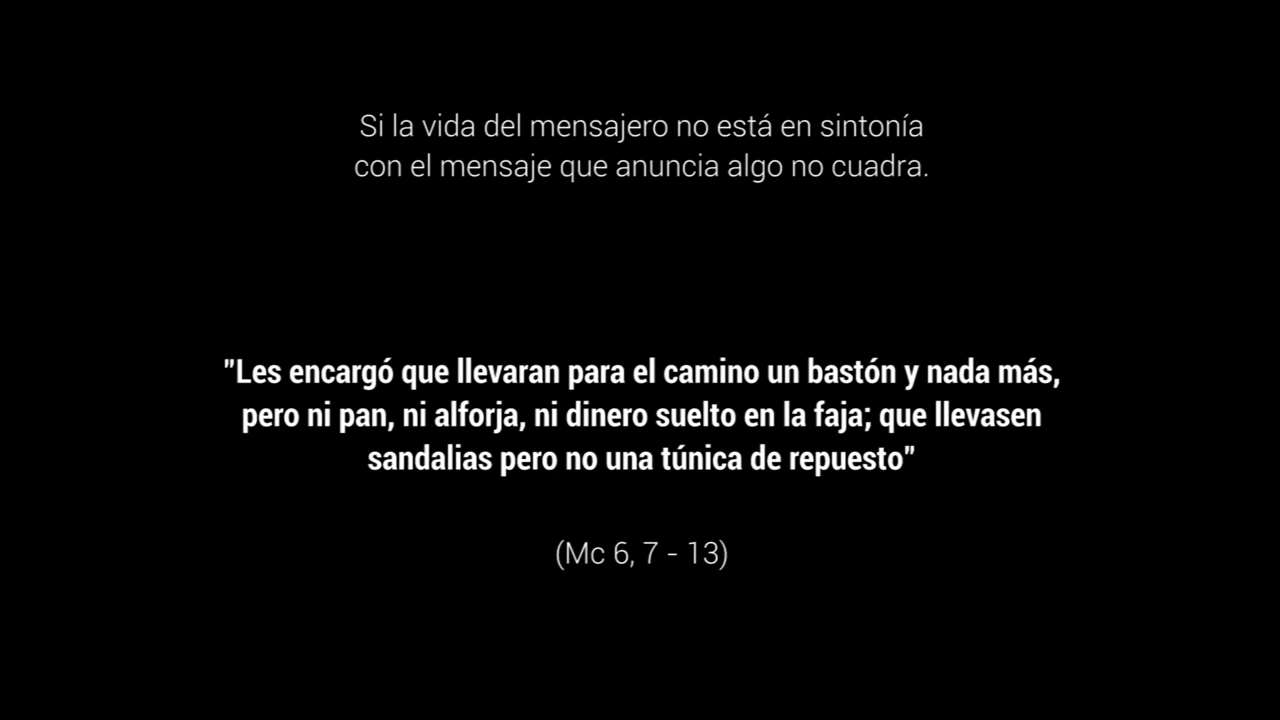 Si la vida del mensajero no está en sintonía
con el mensaje que anuncia algo no cuadra.
"Les encargó que llevaran para el camino un bastón y nada más,
pero ni pan, ni alforja, ni dinero suelto en la faja; que llevasen
sandalias pero no una túnica de repuesto"
(Mc 6, 7 - 13)